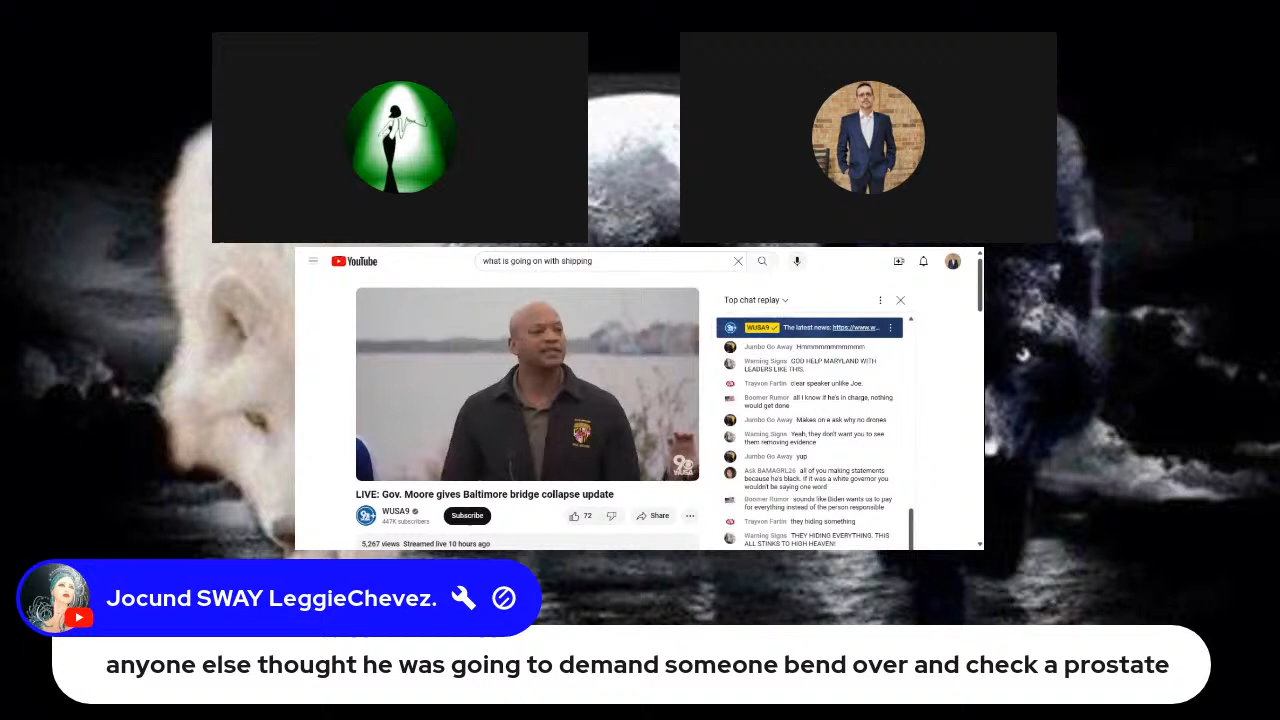 YouTube
what is going on with shipping
Top chat replay
WUSA9 The latest news: https://www.w...
Jumbo Go Away Hmmmmmmmmmmm
Warning Signs GOD HELP MARYLAND WITH
LEADERS LIKE THIS.
Trayvon Fartin clear speaker unlike Joe.
Boomer Rumor all I know if he's in charge, nothing
would get done
Jumbo Go Away Makes on e ask why no drones
Warning Signs Yeah, they don't want you to see
them removing evidence
Jumbo Go Away yup
Ask BAMAGRL26 all of you making statements
because he's black. If it was a white governor you
wouldn't be saying one word
Boomer Rumor sounds like Biden wants us to pay
for everything instead of the person responsible
Trayvon Fartin they hiding something
Warning Signs THEY HIDING EVERYTHING. THIS
ALL STINKS TO HIGH HEAVEN!
LIVE: Gov. Moore gives Baltimore bridge collapse update
WUSA9
447K subscribers
Subscribe
72
Share
5,267 views Streamed live 10 hours ago
Jocund SWAY LeggieChevez.
anyone else thought he was going to demand someone bend over and check a prostate